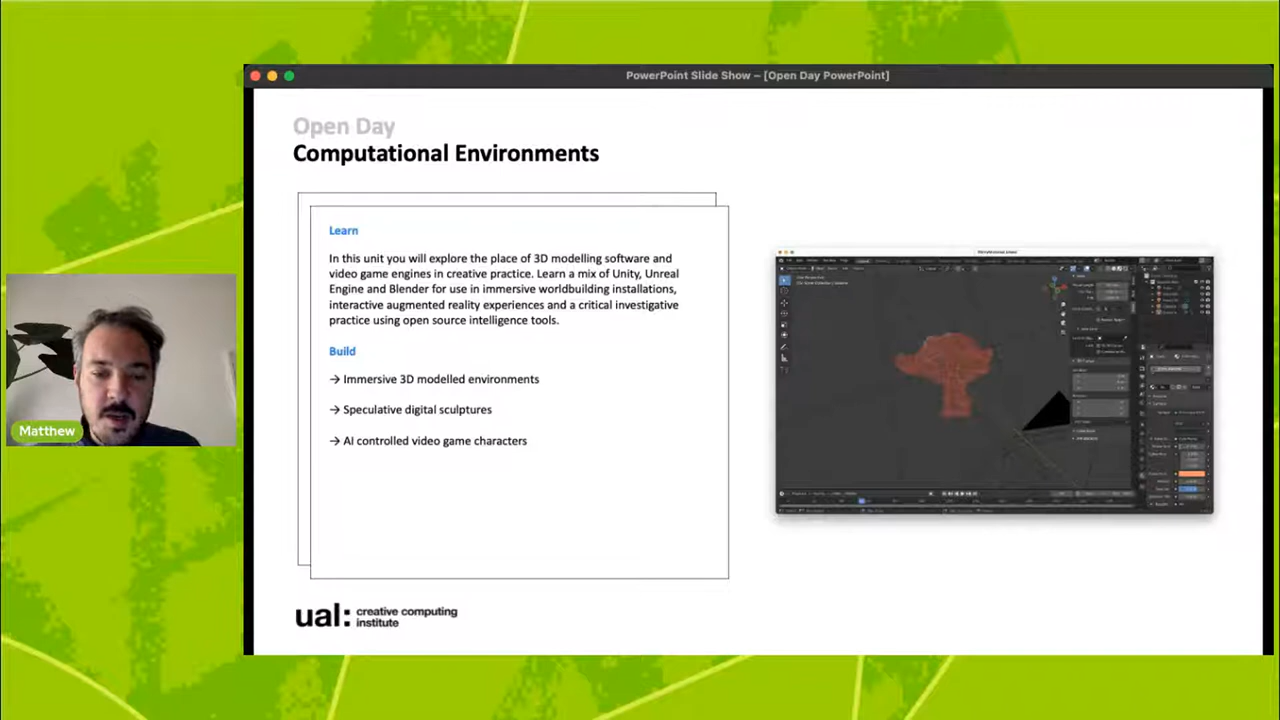 PowerPoint Slide Show – [Open Day PowerPoint]
Open Day
Computational Environments
Learn
In this unit you will explore the place of 3D modelling software and
video game engines in creative practice. Learn a mix of Unity, Unreal
Engine and Blender for use in immersive worldbuilding installations,
interactive augmented reality experiences and a critical investigative
practice using open source intelligence tools.
Build
→ Immersive 3D modelled environments
→ Speculative digital sculptures
→ AI controlled video game characters
Matthew
ual: creative computing
institute